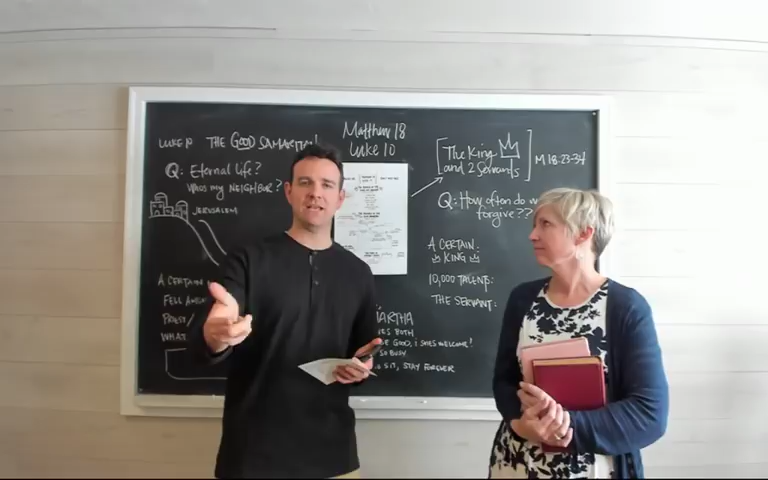 Matthew 18
Luke 10
LUKE 10 THE GOOD SAMARITAN!
Q: Eternal Life?
Who's my NEIGHBOR?
JERUSALEM
A CERTAIN
FELL AMONG
PRIEST/
WHAT
[The King and 2 Servants] M 18:23-34
Q: How often do
forgive??
A CERTAIN:
KING
10,000 TALENTS:
THE SERVANT:
MARTHA
BOTH
GOOD, & SAYS WELCOME!
SO BUSY
SIT, STAY FOREVER